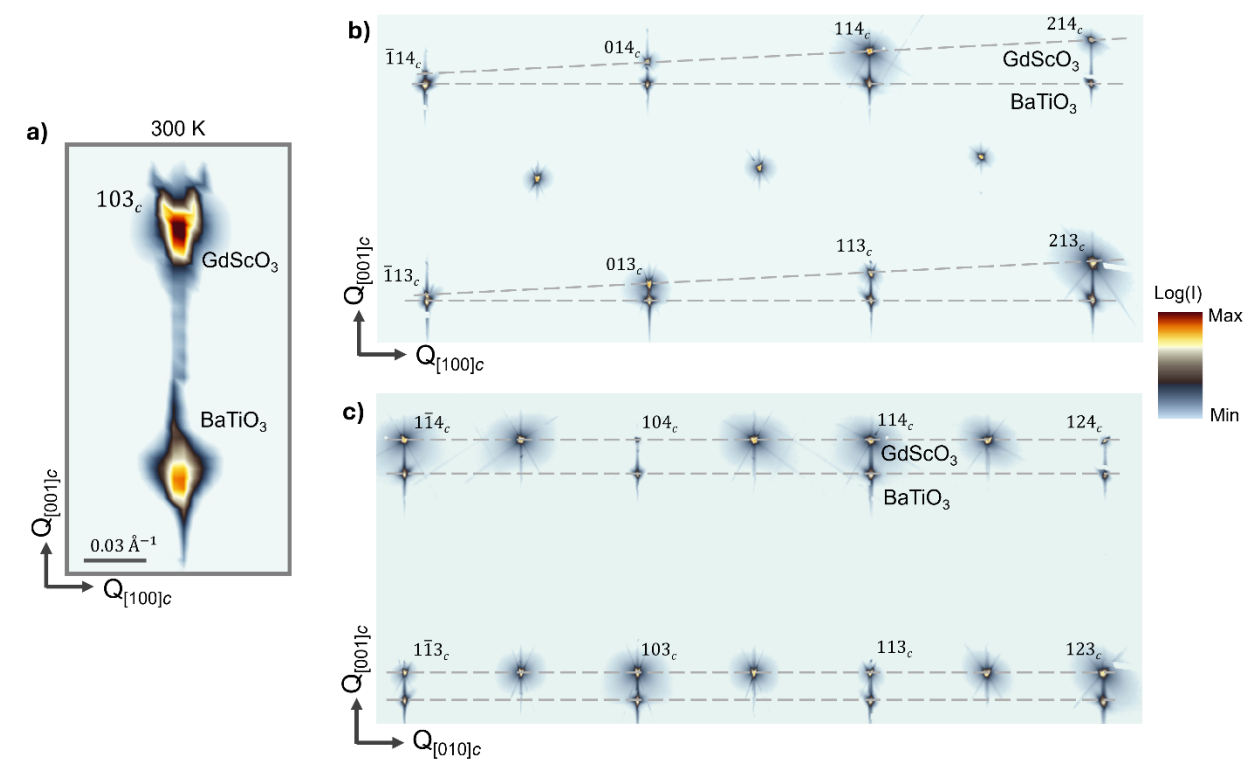 a)
300 K
103c
GdScO3
BaTiO3
0.03 Å−1
Q[001]c
Q[100]c
b)
1̄14c
014c
114c
214c
GdScO3
BaTiO3
1̄13c
013c
113c
213c
Q[001]c
Q[100]c
Log(I)
Max
Min
c)
11̄4c
104c
114c
124c
GdScO3
BaTiO3
11̄3c
103c
113c
123c
Q[001]c
Q[010]c